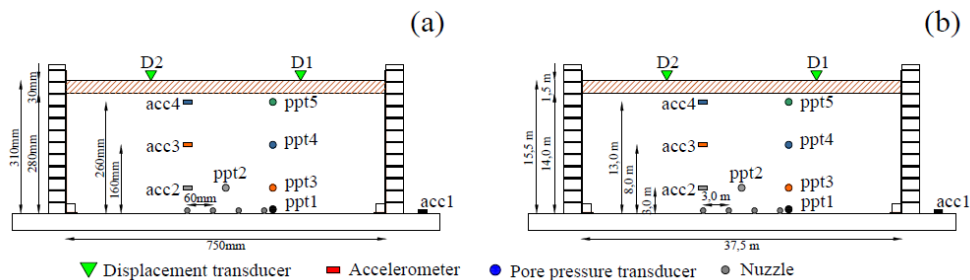 (a)
(b)
D2
D1
D2
D1
30mm
310mm
280mm
260mm
160mm
acc4
ppt5
acc3
ppt4
ppt2
acc2
ppt3
60mm
ppt1
acc1
750mm
1,5 m
15,5 m
14,0 m
13,0 m
8,0 m
3,0 m
acc4
ppt5
acc3
ppt4
ppt2
acc2
ppt3
3,0 m
ppt1
acc1
37,5 m
Displacement transducer
Accelerometer
Pore pressure transducer
Nozzle